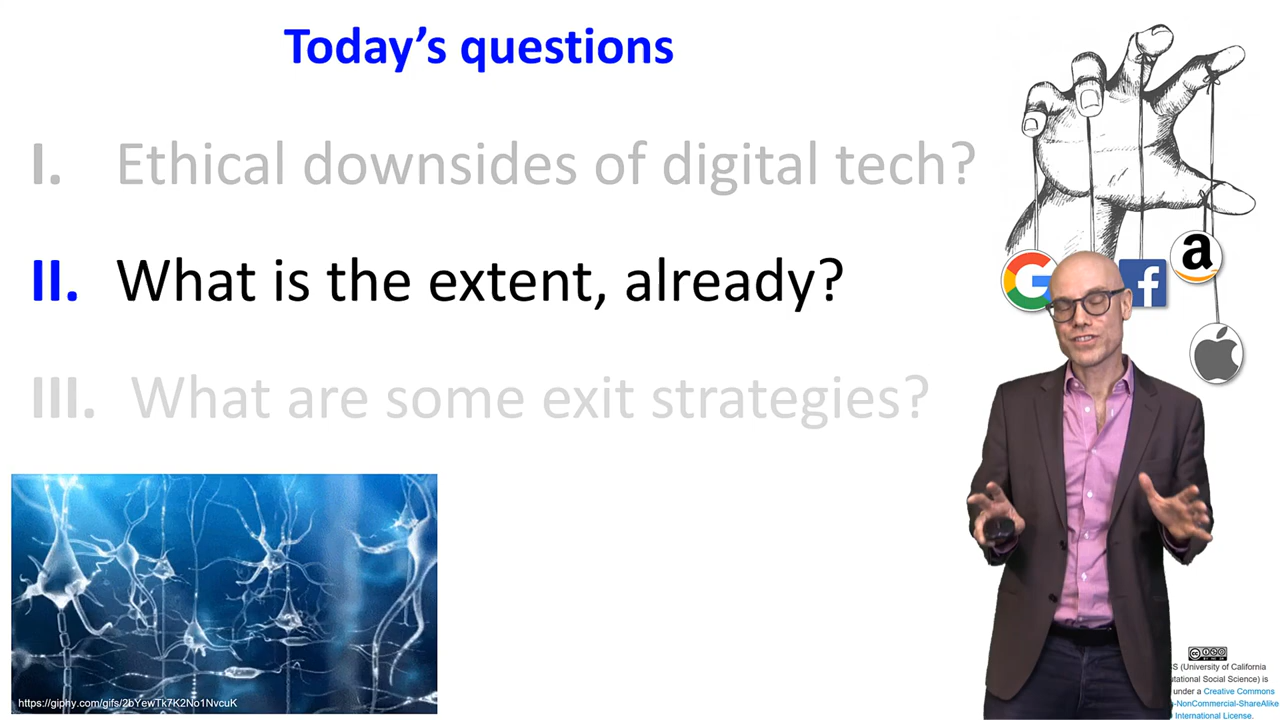 Today's questions
I. Ethical downsides of digital tech?
II. What is the extent, already?
III. What are some exit strategies?
a
f
https://giphy.com/gifs/2bYewTk7K2No1NvcuK
(University of California
Social Science) is
under a Creative Commons
NonCommercial-ShareAlike
International License.